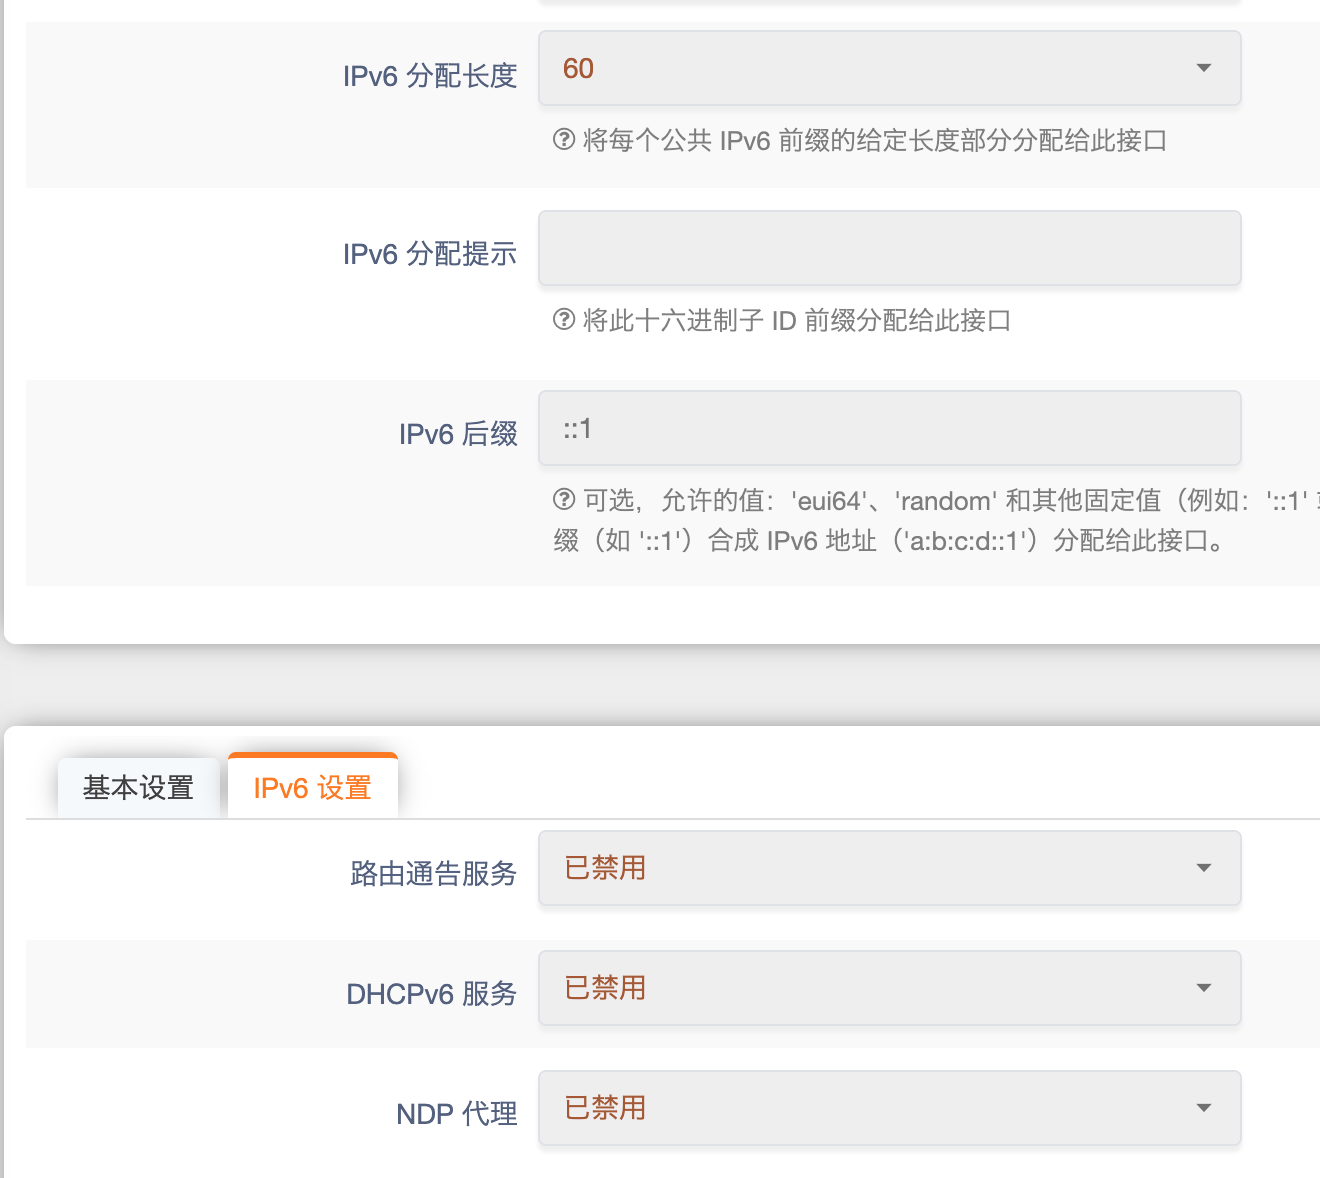 IPv6 分配长度
60
将每个公共 IPv6 前缀的给定长度部分分配给此接口
IPv6 分配提示
将此十六进制子 ID 前缀分配给此接口
IPv6 后缀
::1
可选，允许的值：'eui64'、'random' 和其他固定值（例如：'::1'
缀（如 '::1'）合成 IPv6 地址（'a:b:c:d::1'）分配给此接口。
基本设置 IPv6 设置
路由通告服务
已禁用
DHCPv6 服务
已禁用
NDP 代理
已禁用